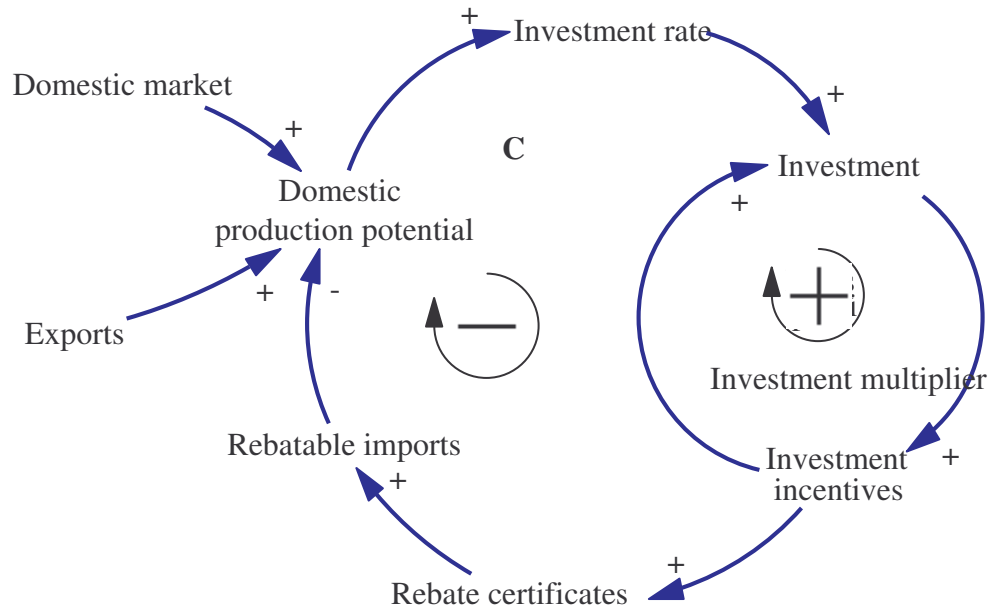 +
Investment rate
Domestic market
+
+
C
Domestic
production potential
Investment
+
+
-
Exports
Investment multiplier
Rebatable imports
+
Investment
incentives
+
+
Rebate certificates